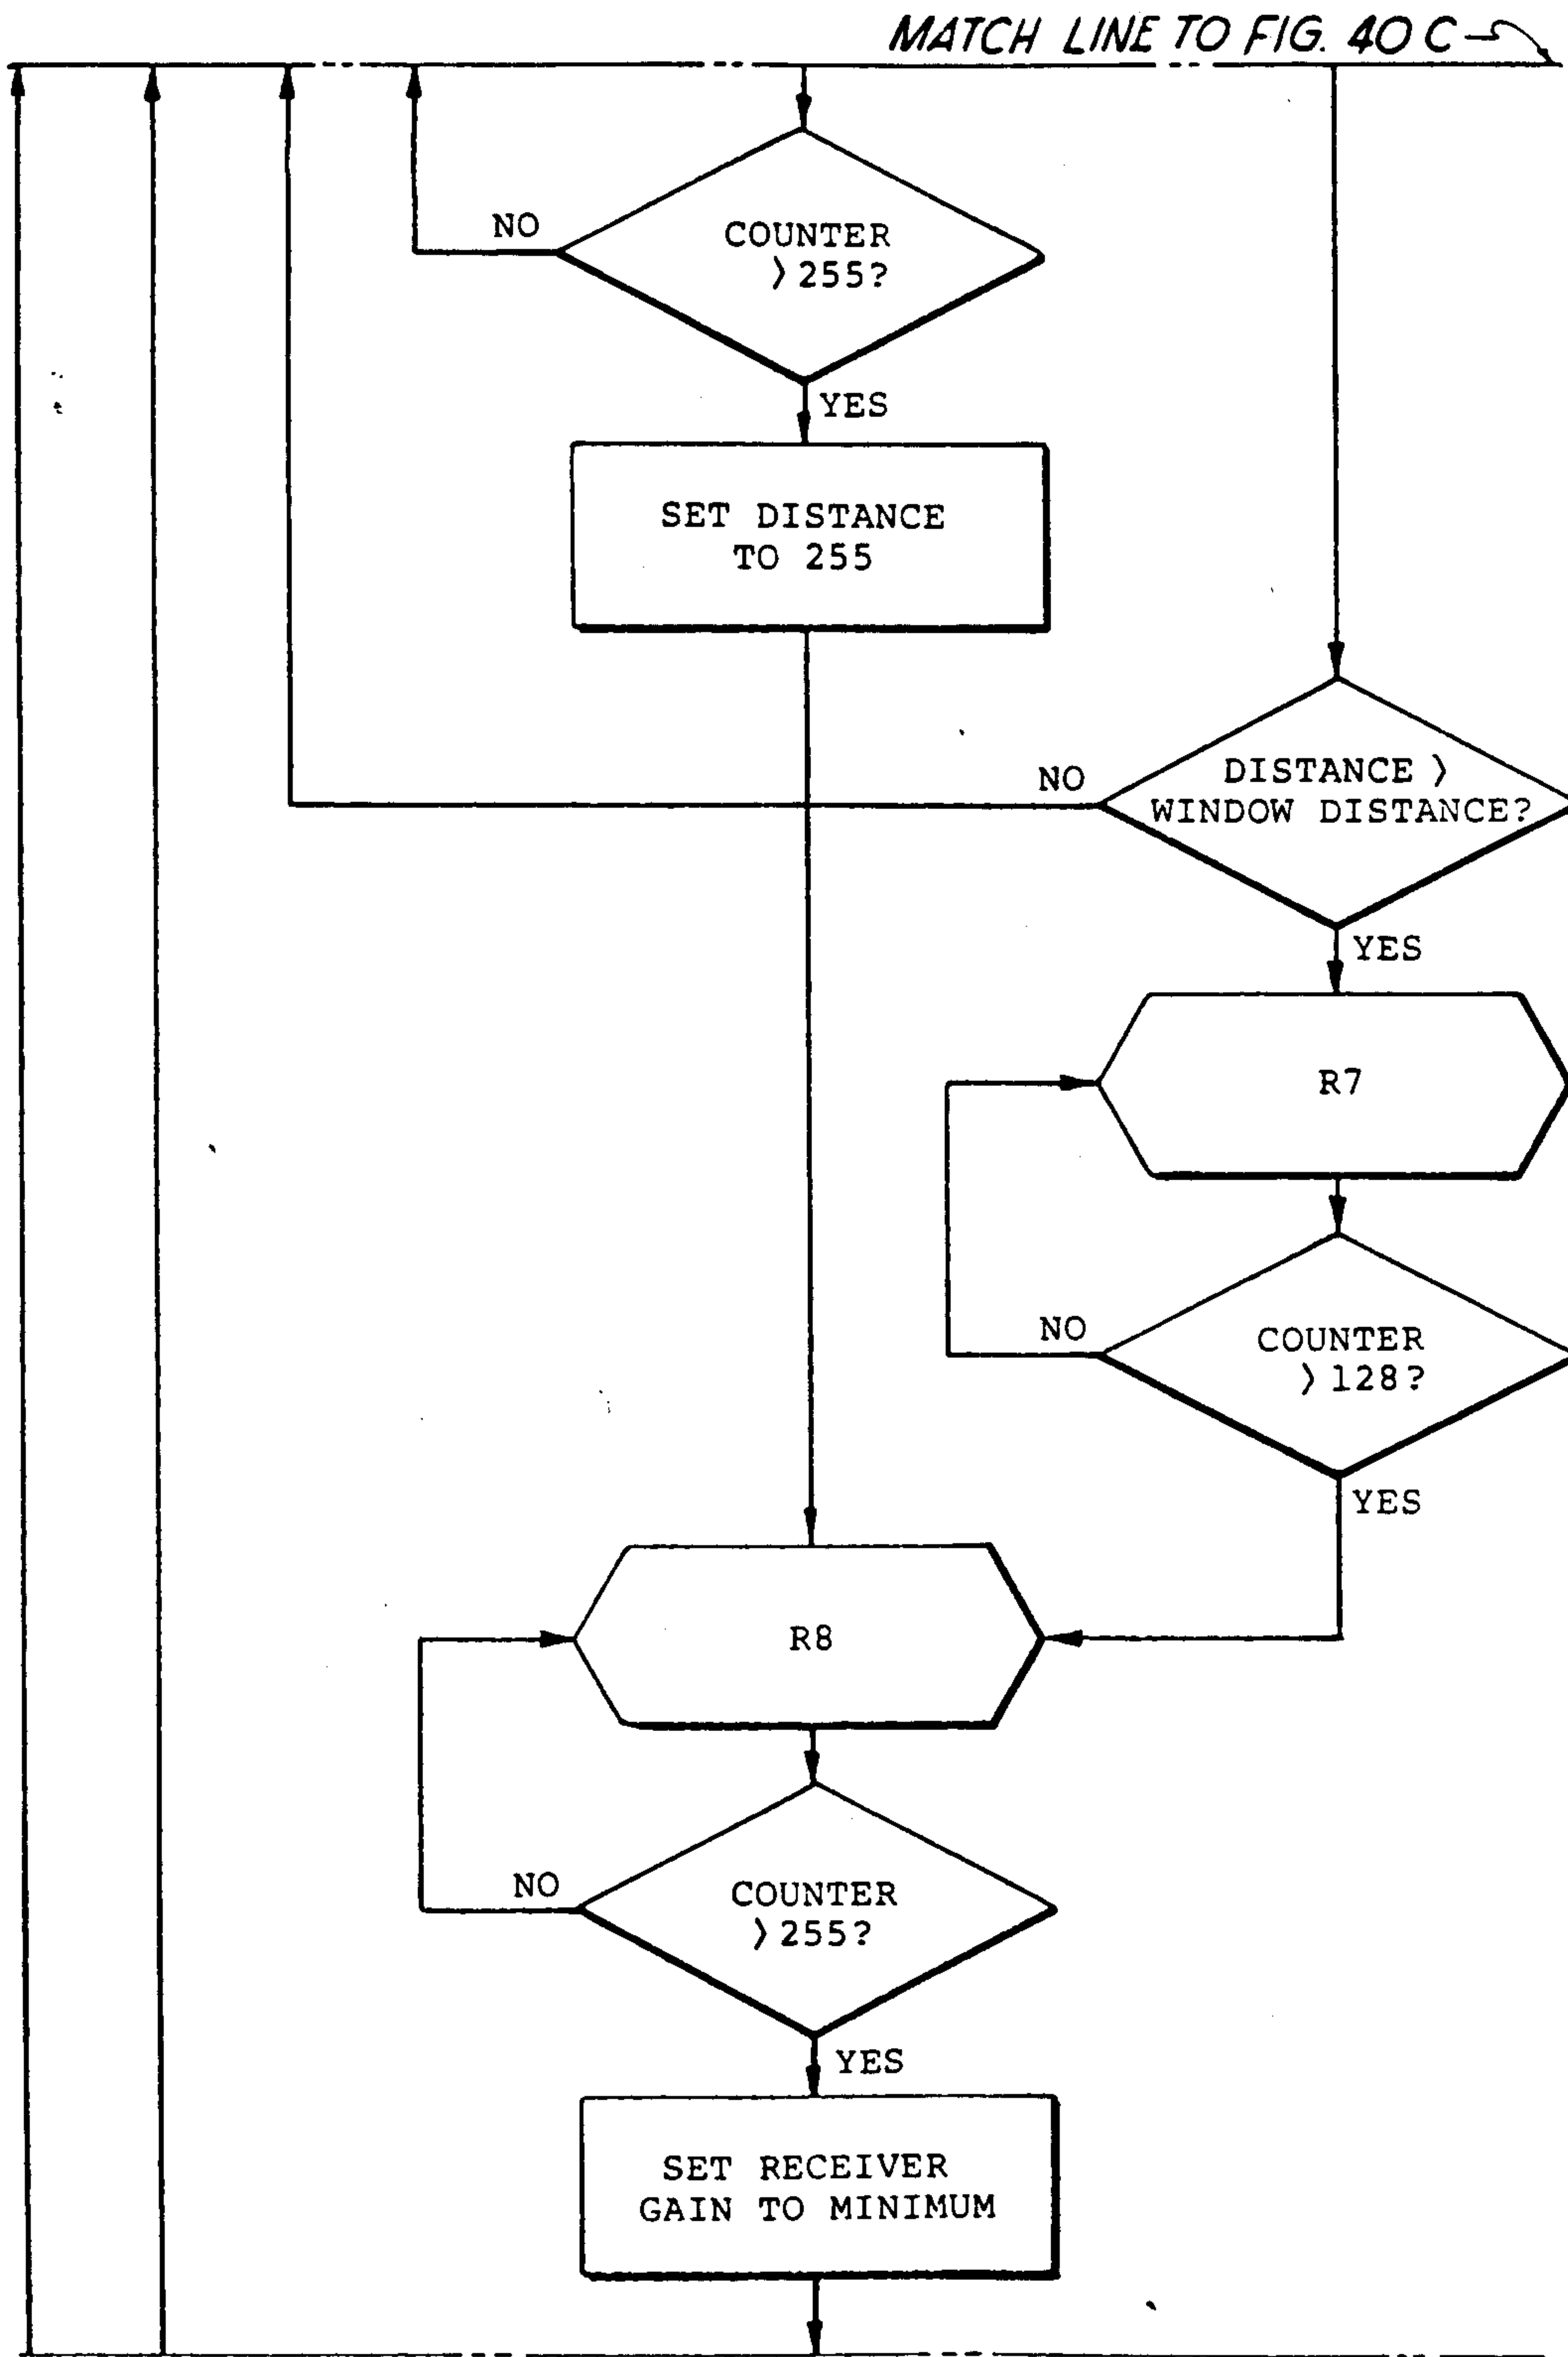 MATCH LINE TO FIG. 40 C
NO
COUNTER
> 255?
YES
SET DISTANCE
TO 255
NO
DISTANCE >
WINDOW DISTANCE?
YES
R7
NO
COUNTER
> 128?
YES
R8
NO
COUNTER
> 255?
YES
SET RECEIVER
GAIN TO MINIMUM